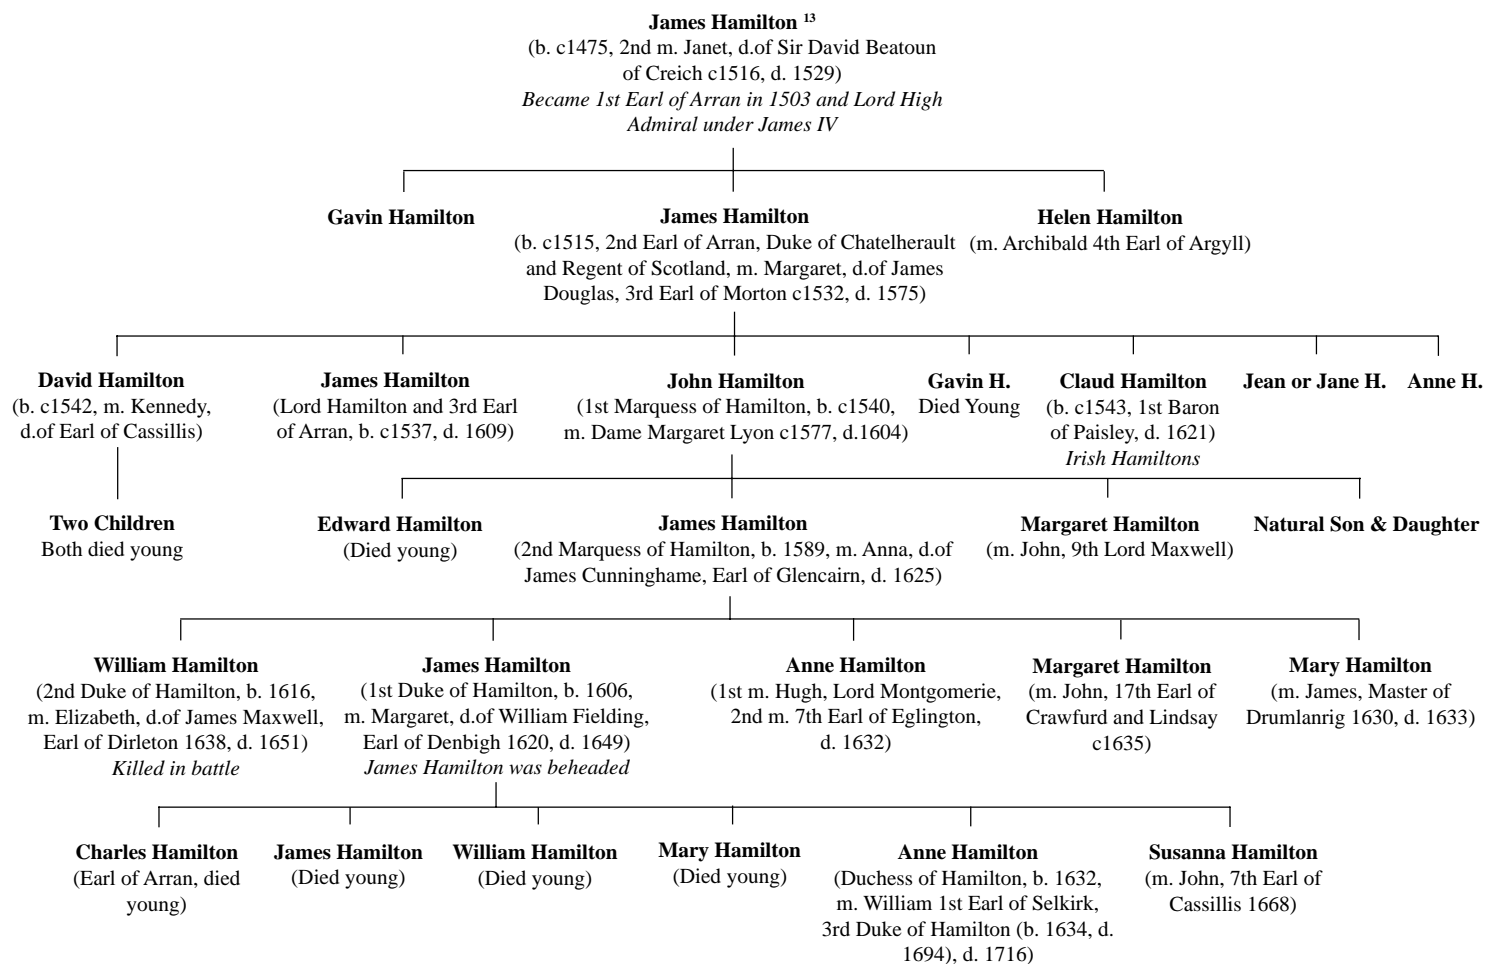 James Hamilton 13
(b. c1475, 2nd m. Janet, d.of Sir David Beatoun
of Creich c1516, d. 1529)
Became 1st Earl of Arran in 1503 and Lord High
Admiral under James IV
Gavin Hamilton
James Hamilton
(b. c1515, 2nd Earl of Arran, Duke of Chatelherault
and Regent of Scotland, m. Margaret, d.of James
Douglas, 3rd Earl of Morton c1532, d. 1575)
Helen Hamilton
(m. Archibald 4th Earl of Argyll)
David Hamilton
(b. c1542, m. Kennedy,
d.of Earl of Cassillis)
James Hamilton
(Lord Hamilton and 3rd Earl
of Arran, b. c1537, d. 1609)
John Hamilton
(1st Marquess of Hamilton, b. c1540,
m. Dame Margaret Lyon c1577, d.1604)
Gavin H.
Died Young
Claud Hamilton
(b. c1543, 1st Baron
of Paisley, d. 1621)
Irish Hamiltons
Jean or Jane H.
Anne H.
Two Children
Both died young
Edward Hamilton
(Died young)
James Hamilton
(2nd Marquess of Hamilton, b. 1589, m. Anna, d.of
James Cunninghame, Earl of Glencairn, d. 1625)
Margaret Hamilton
(m. John, 9th Lord Maxwell)
Natural Son & Daughter
William Hamilton
(2nd Duke of Hamilton, b. 1616,
m. Elizabeth, d.of James Maxwell,
Earl of Dirleton 1638, d. 1651)
Killed in battle
James Hamilton
(1st Duke of Hamilton, b. 1606,
m. Margaret, d.of William Fielding,
Earl of Denbigh 1620, d. 1649)
James Hamilton was beheaded
Anne Hamilton
(1st m. Hugh, Lord Montgomerie,
2nd m. 7th Earl of Eglington,
d. 1632)
Margaret Hamilton
(m. John, 17th Earl of
Crawfurd and Lindsay
c1635)
Mary Hamilton
(m. James, Master of
Drumlanrig 1630, d. 1633)
Charles Hamilton
(Earl of Arran, died
young)
James Hamilton
(Died young)
William Hamilton
(Died young)
Mary Hamilton
(Died young)
Anne Hamilton
(Duchess of Hamilton, b. 1632,
m. William 1st Earl of Selkirk,
3rd Duke of Hamilton (b. 1634, d.
1694), d. 1716)
Susanna Hamilton
(m. John, 7th Earl of
Cassillis 1668)